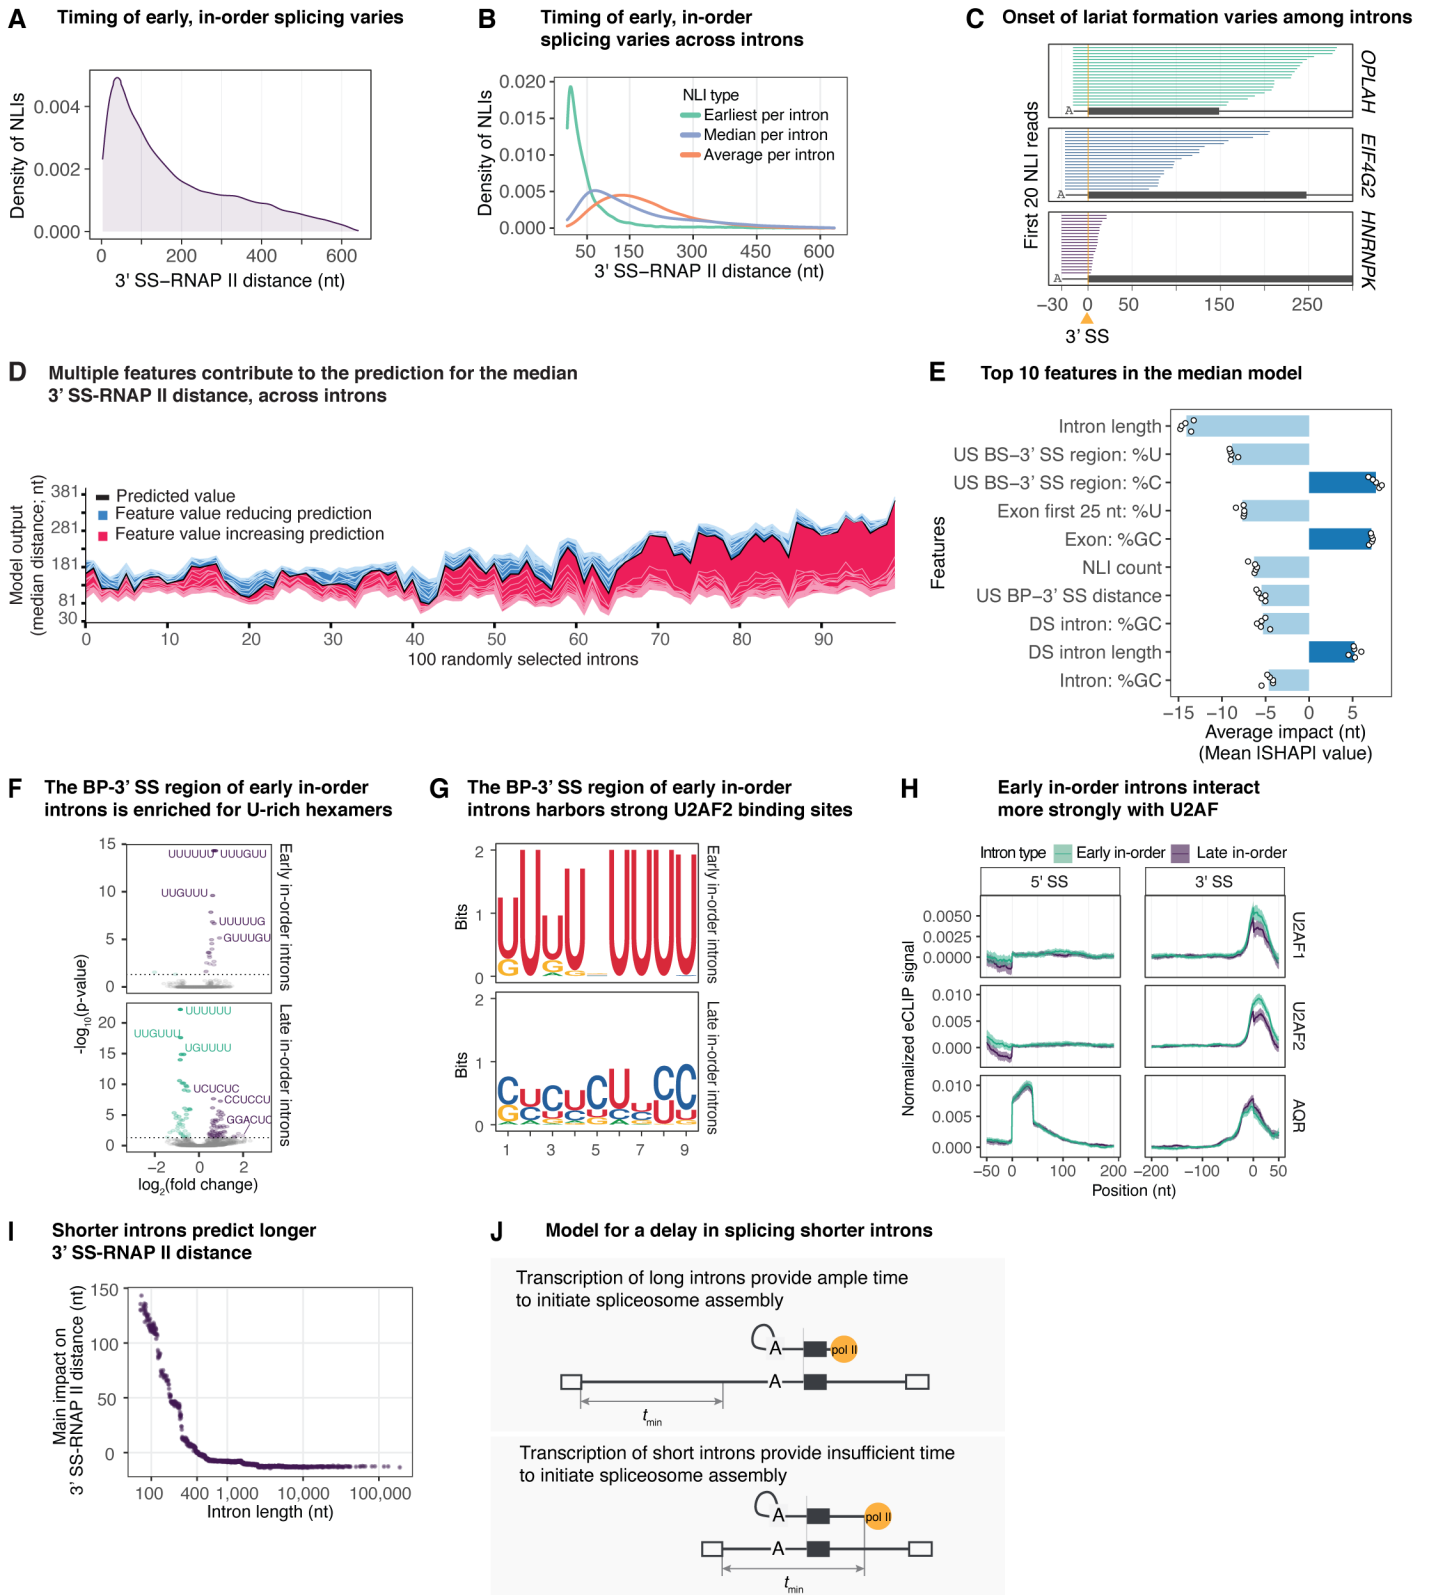 A Timing of early, in-order splicing varies
Density of NLIs
0.004
0.002
0.000
0 200 400 600
3' SS–RNAP II distance (nt)
B Timing of early, in-order
splicing varies across introns
Density of NLIs
0.020
0.015
0.010
0.005
0.000
NLI type
Earliest per intron
Median per intron
Average per intron
50 150 300 450 600
3' SS–RNAP II distance (nt)
C Onset of lariat formation varies among introns
First 20 NLI reads
A
OPLAH
A
EIF4G2
A
HNRNPK
−30 0 50 150 250
3' SS
D Multiple features contribute to the prediction for the median
3' SS-RNAP II distance, across introns
Model output
(median distance; nt)
381
281
181
81
30
Predicted value
Feature value reducing prediction
Feature value increasing prediction
0 10 20 30 40 50 60 70 80 90
100 randomly selected introns
E Top 10 features in the median model
Features
Intron length
US BS−3' SS region: %U
US BS−3' SS region: %C
Exon first 25 nt: %U
Exon: %GC
NLI count
US BP−3' SS distance
DS intron: %GC
DS intron length
Intron: %GC
−15 −10 −5 0 5
Average impact (nt)
(Mean |SHAP| value)
F The BP-3' SS region of early in-order
introns is enriched for U-rich hexamers
-log10(p-value)
15
10
5
0
UUUUUU UUUGUU
UUGUUU
UUUUUG
GUUUGU
Early in-order introns
20
15
10
5
0
UUUUUU
UUGUUU
UGUUUU
UCUCUC
CCUCCU
GGACUC
Late in-order introns
−2 0 2
log2(fold change)
G The BP-3' SS region of early in-order
introns harbors strong U2AF2 binding sites
Bits
2
1
0
Early in-order introns
Bits
2
1
0
Late in-order introns
1 3 5 7 9
H Early in-order introns interact
more strongly with U2AF
Intron type Early in-order Late in-order
5' SS 3' SS
Normalized eCLIP signal
0.0050
0.0025
0.0000
U2AF1
0.010
0.005
0.000
U2AF2
0.010
0.005
0.000
AQR
−50 0 100 200 −200 −100 0 50
Position (nt)
I Shorter introns predict longer
3' SS-RNAP II distance
Main impact on
3' SS-RNAP II distance (nt)
150
100
50
0
100 400 1,000 10,000 100,000
Intron length (nt)
J Model for a delay in splicing shorter introns
Transcription of long introns provide ample time
to initiate spliceosome assembly
A pol II
A
tmin
Transcription of short introns provide insufficient time
to initiate spliceosome assembly
A pol II
A
tmin